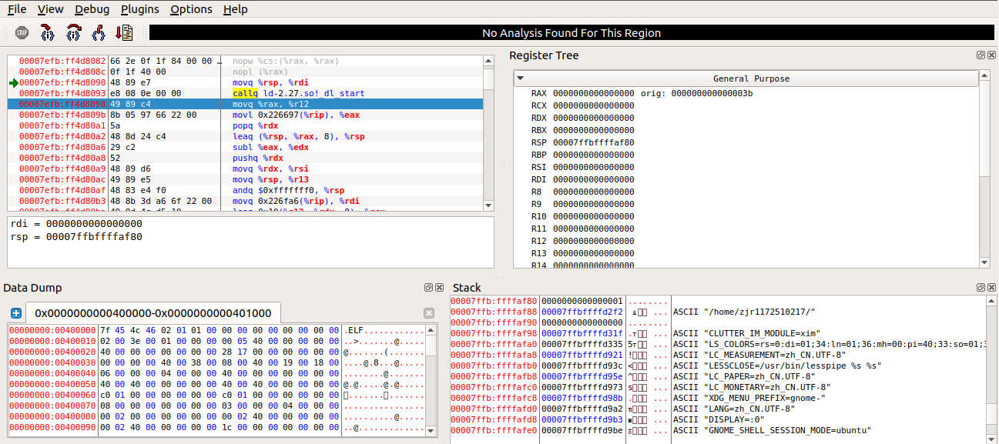 File View Debug Plugins Options Help
STOP
No Analysis Found For This Region
00007efb:ff4d8082 66 2e 0f 1f 84 00 00 … nopw %cs:(%rax, %rax)
00007efb:ff4d808c 0f 1f 40 00 nopl (%rax)
00007efb:ff4d8090 48 89 e7 movq %rsp, %rdi
00007efb:ff4d8093 e8 08 0e 00 00 callq ld-2.27.so!_dl_start
00007efb:ff4d8098 49 89 c4 movq %rax, %r12
00007efb:ff4d809b 8b 05 97 66 22 00 movl 0x226697(%rip), %eax
00007efb:ff4d80a1 5a popq %rdx
00007efb:ff4d80a2 48 8d 24 c4 leaq (%rsp, %rax, 8), %rsp
00007efb:ff4d80a6 29 c2 subl %eax, %edx
00007efb:ff4d80a8 52 pushq %rdx
00007efb:ff4d80a9 48 89 d6 movq %rdx, %rsi
00007efb:ff4d80ac 49 89 e5 movq %rsp, %r13
00007efb:ff4d80af 48 83 e4 f0 andq $0xfffffff0, %rsp
00007efb:ff4d80b3 48 8b 3d a6 6f 22 00 movq 0x226fa6(%rip), %rdi
rdi = 0000000000000000
rsp = 00007ffbffffaf80
Register Tree
General Purpose
RAX 0000000000000000 orig: 000000000000003b
RCX 0000000000000000
RDX 0000000000000000
RBX 0000000000000000
RSP 00007ffbffffaf80
RBP 0000000000000000
RSI 0000000000000000
RDI 0000000000000000
R8 0000000000000000
R9 0000000000000000
R10 0000000000000000
R11 0000000000000000
R12 0000000000000000
R13 0000000000000000
R14 0000000000000000
Data Dump
0x0000000000400000-0x0000000000401000
00000000:00400000 7f 45 4c 46 02 01 01 00 00 00 00 00 00 00 00 00 .ELF............
00000000:00400010 02 00 3e 00 01 00 00 00 00 05 40 00 00 00 00 00 ..>.......@.....
00000000:00400020 40 00 00 00 00 00 00 00 28 17 00 00 00 00 00 00 @.......(.......
00000000:00400030 00 00 00 00 40 00 38 00 08 00 40 00 19 00 18 00 ....@.8...@.....
00000000:00400040 06 00 00 00 04 00 00 00 40 00 00 00 00 00 00 00 ........@.......
00000000:00400050 40 00 40 00 00 00 00 00 40 00 40 00 00 00 00 00 @.@.....@.@.....
00000000:00400060 c0 01 00 00 00 00 00 00 c0 01 00 00 00 00 00 00
00000000:00400070 08 00 00 00 00 00 00 00 03 00 00 00 04 00 00 00 ................
00000000:00400080 00 02 00 00 00 00 00 00 00 02 40 00 00 00 00 00 ..........@.....
00000000:00400090 00 02 40 00 00 00 00 00 1c 00 00 00 00 00 00 00 ..@.............
Stack
00007ffb:ffffaf80 0000000000000001 ........
00007ffb:ffffaf88 00007ffbffffd2f2 ... ASCII "/home/zjr1172510217/"
00007ffb:ffffaf90 0000000000000000 ........
00007ffb:ffffaf98 00007ffbffffd31f ... ASCII "CLUTTER_IM_MODULE=xim"
00007ffb:ffffafa0 00007ffbffffd335 ... ASCII "LS_COLORS=rs=0:di=01;34:ln=01;36:mh=00:pi=40;33:so=01;3
00007ffb:ffffafa8 00007ffbffffd921 ... ASCII "LC_MEASUREMENT=zh_CN.UTF-8"
00007ffb:ffffafb0 00007ffbffffd93c ... ASCII "LESSCLOSE=/usr/bin/lesspipe %s %s"
00007ffb:ffffafb8 00007ffbffffd95e ... ASCII "LC_PAPER=zh_CN.UTF-8"
00007ffb:ffffafc0 00007ffbffffd973 ... ASCII "LC_MONETARY=zh_CN.UTF-8"
00007ffb:ffffafc8 00007ffbffffd98b ... ASCII "XDG_MENU_PREFIX=gnome-"
00007ffb:ffffafd0 00007ffbffffd9a2 ... ASCII "LANG=zh_CN.UTF-8"
00007ffb:ffffafd8 00007ffbffffd9b3 ... ASCII "DISPLAY=:0"
00007ffb:ffffafe0 00007ffbffffd9be ... ASCII "GNOME_SHELL_SESSION_MODE=ubuntu"